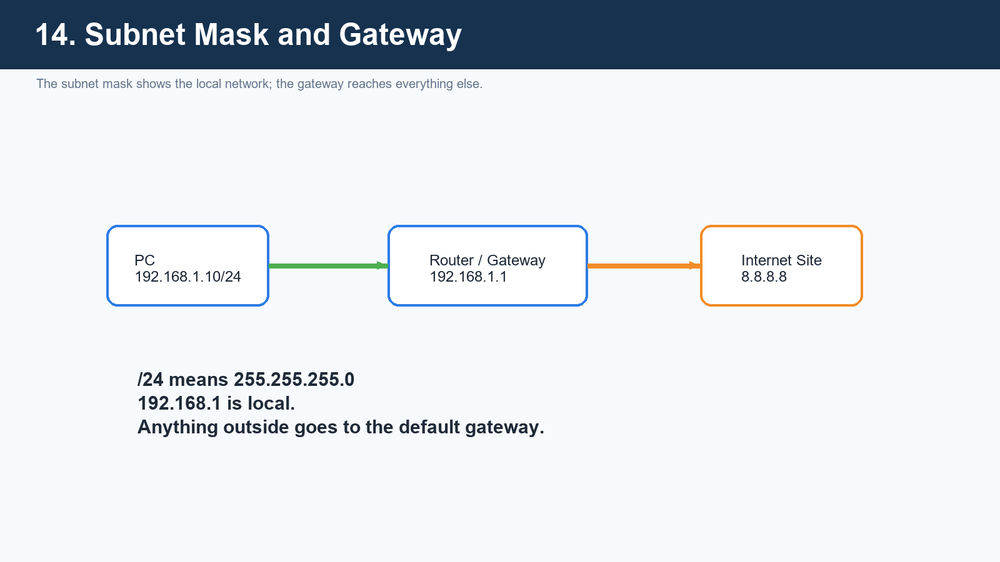 14. Subnet Mask and Gateway
The subnet mask shows the local network; the gateway reaches everything else.
PC
192.168.1.10/24
Router / Gateway
192.168.1.1
Internet Site
8.8.8.8
/24 means 255.255.255.0
192.168.1 is local.
Anything outside goes to the default gateway.